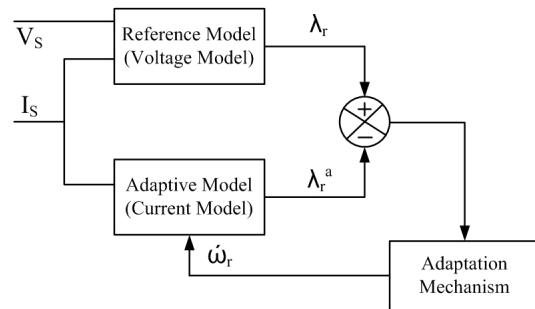 V_S
Reference Model
(Voltage Model)
λ_r
I_S
+
−
Adaptive Model
(Current Model)
λ_r^a
ώ_r
Adaptation
Mechanism